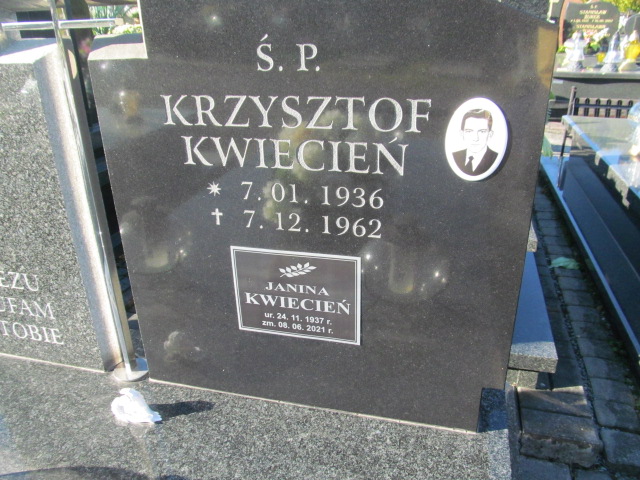 Ś. P.
KRZYSZTOF
KWIECIEŃ
* 7. 01. 1936
✝ 7. 12. 1962
JANINA
KWIECIEŃ
ur. 24. 11. 1937 r.
zm. 08. 06. 2021 r.
EZU
UFAM
TOBIE